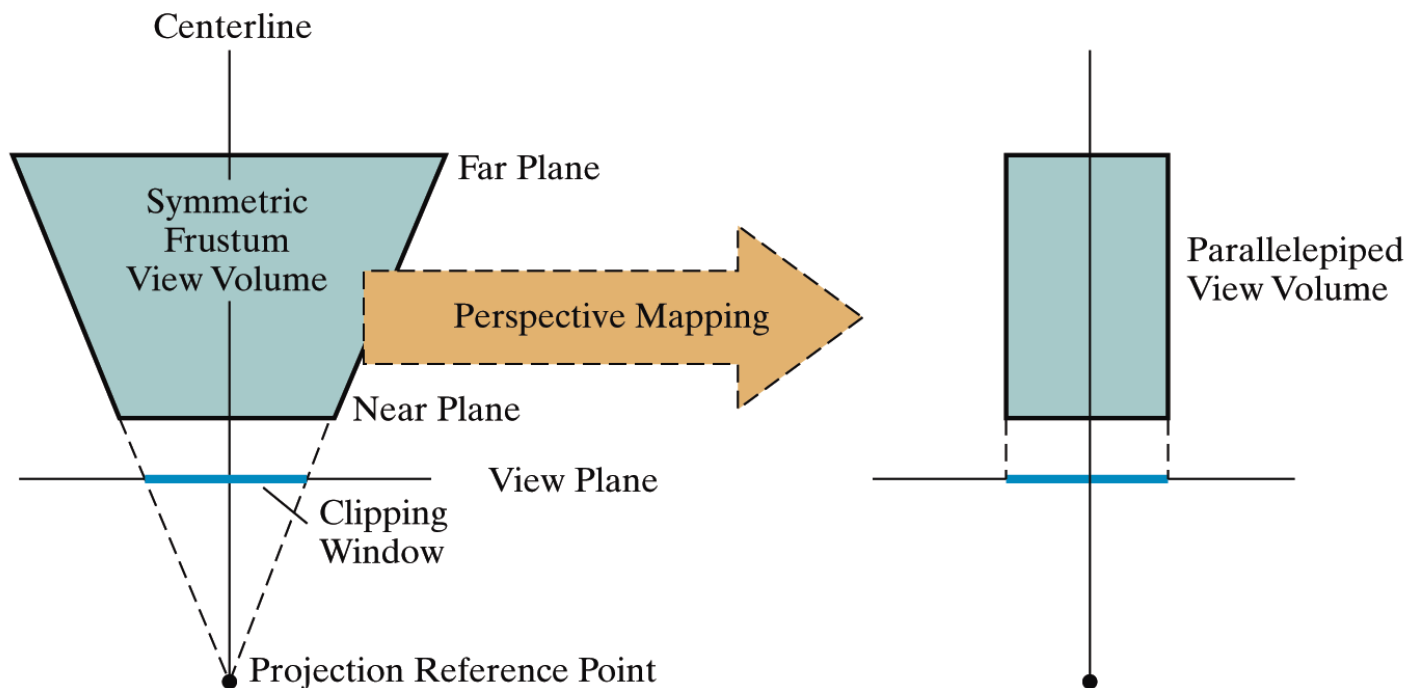 Centerline
Far Plane
Symmetric
Frustum
View Volume
Perspective Mapping
Parallelepiped
View Volume
Near Plane
View Plane
Clipping
Window
Projection Reference Point